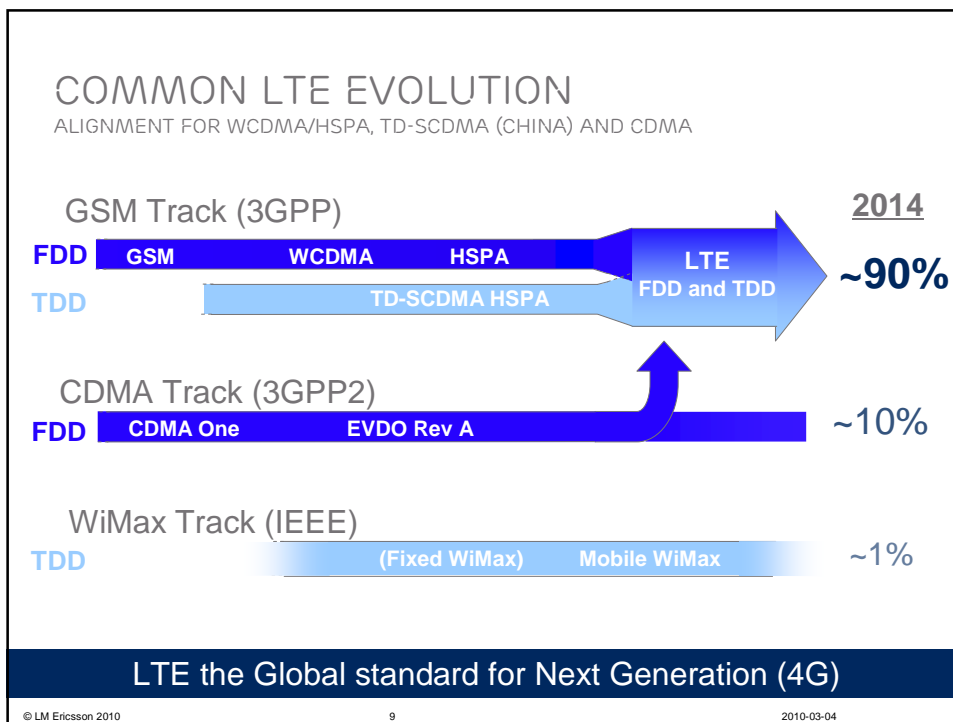 COMMON LTE EVOLUTION
ALIGNMENT FOR WCDMA/HSPA, TD-SCDMA (CHINA) AND CDMA
GSM Track (3GPP)
2014
FDD GSM WCDMA HSPA
LTE
FDD and TDD
~90%
TDD TD-SCDMA HSPA
CDMA Track (3GPP2)
FDD CDMA One EVDO Rev A
~10%
WiMax Track (IEEE)
TDD (Fixed WiMax) Mobile WiMax
~1%
LTE the Global standard for Next Generation (4G)
© LM Ericsson 2010 9 2010-03-04